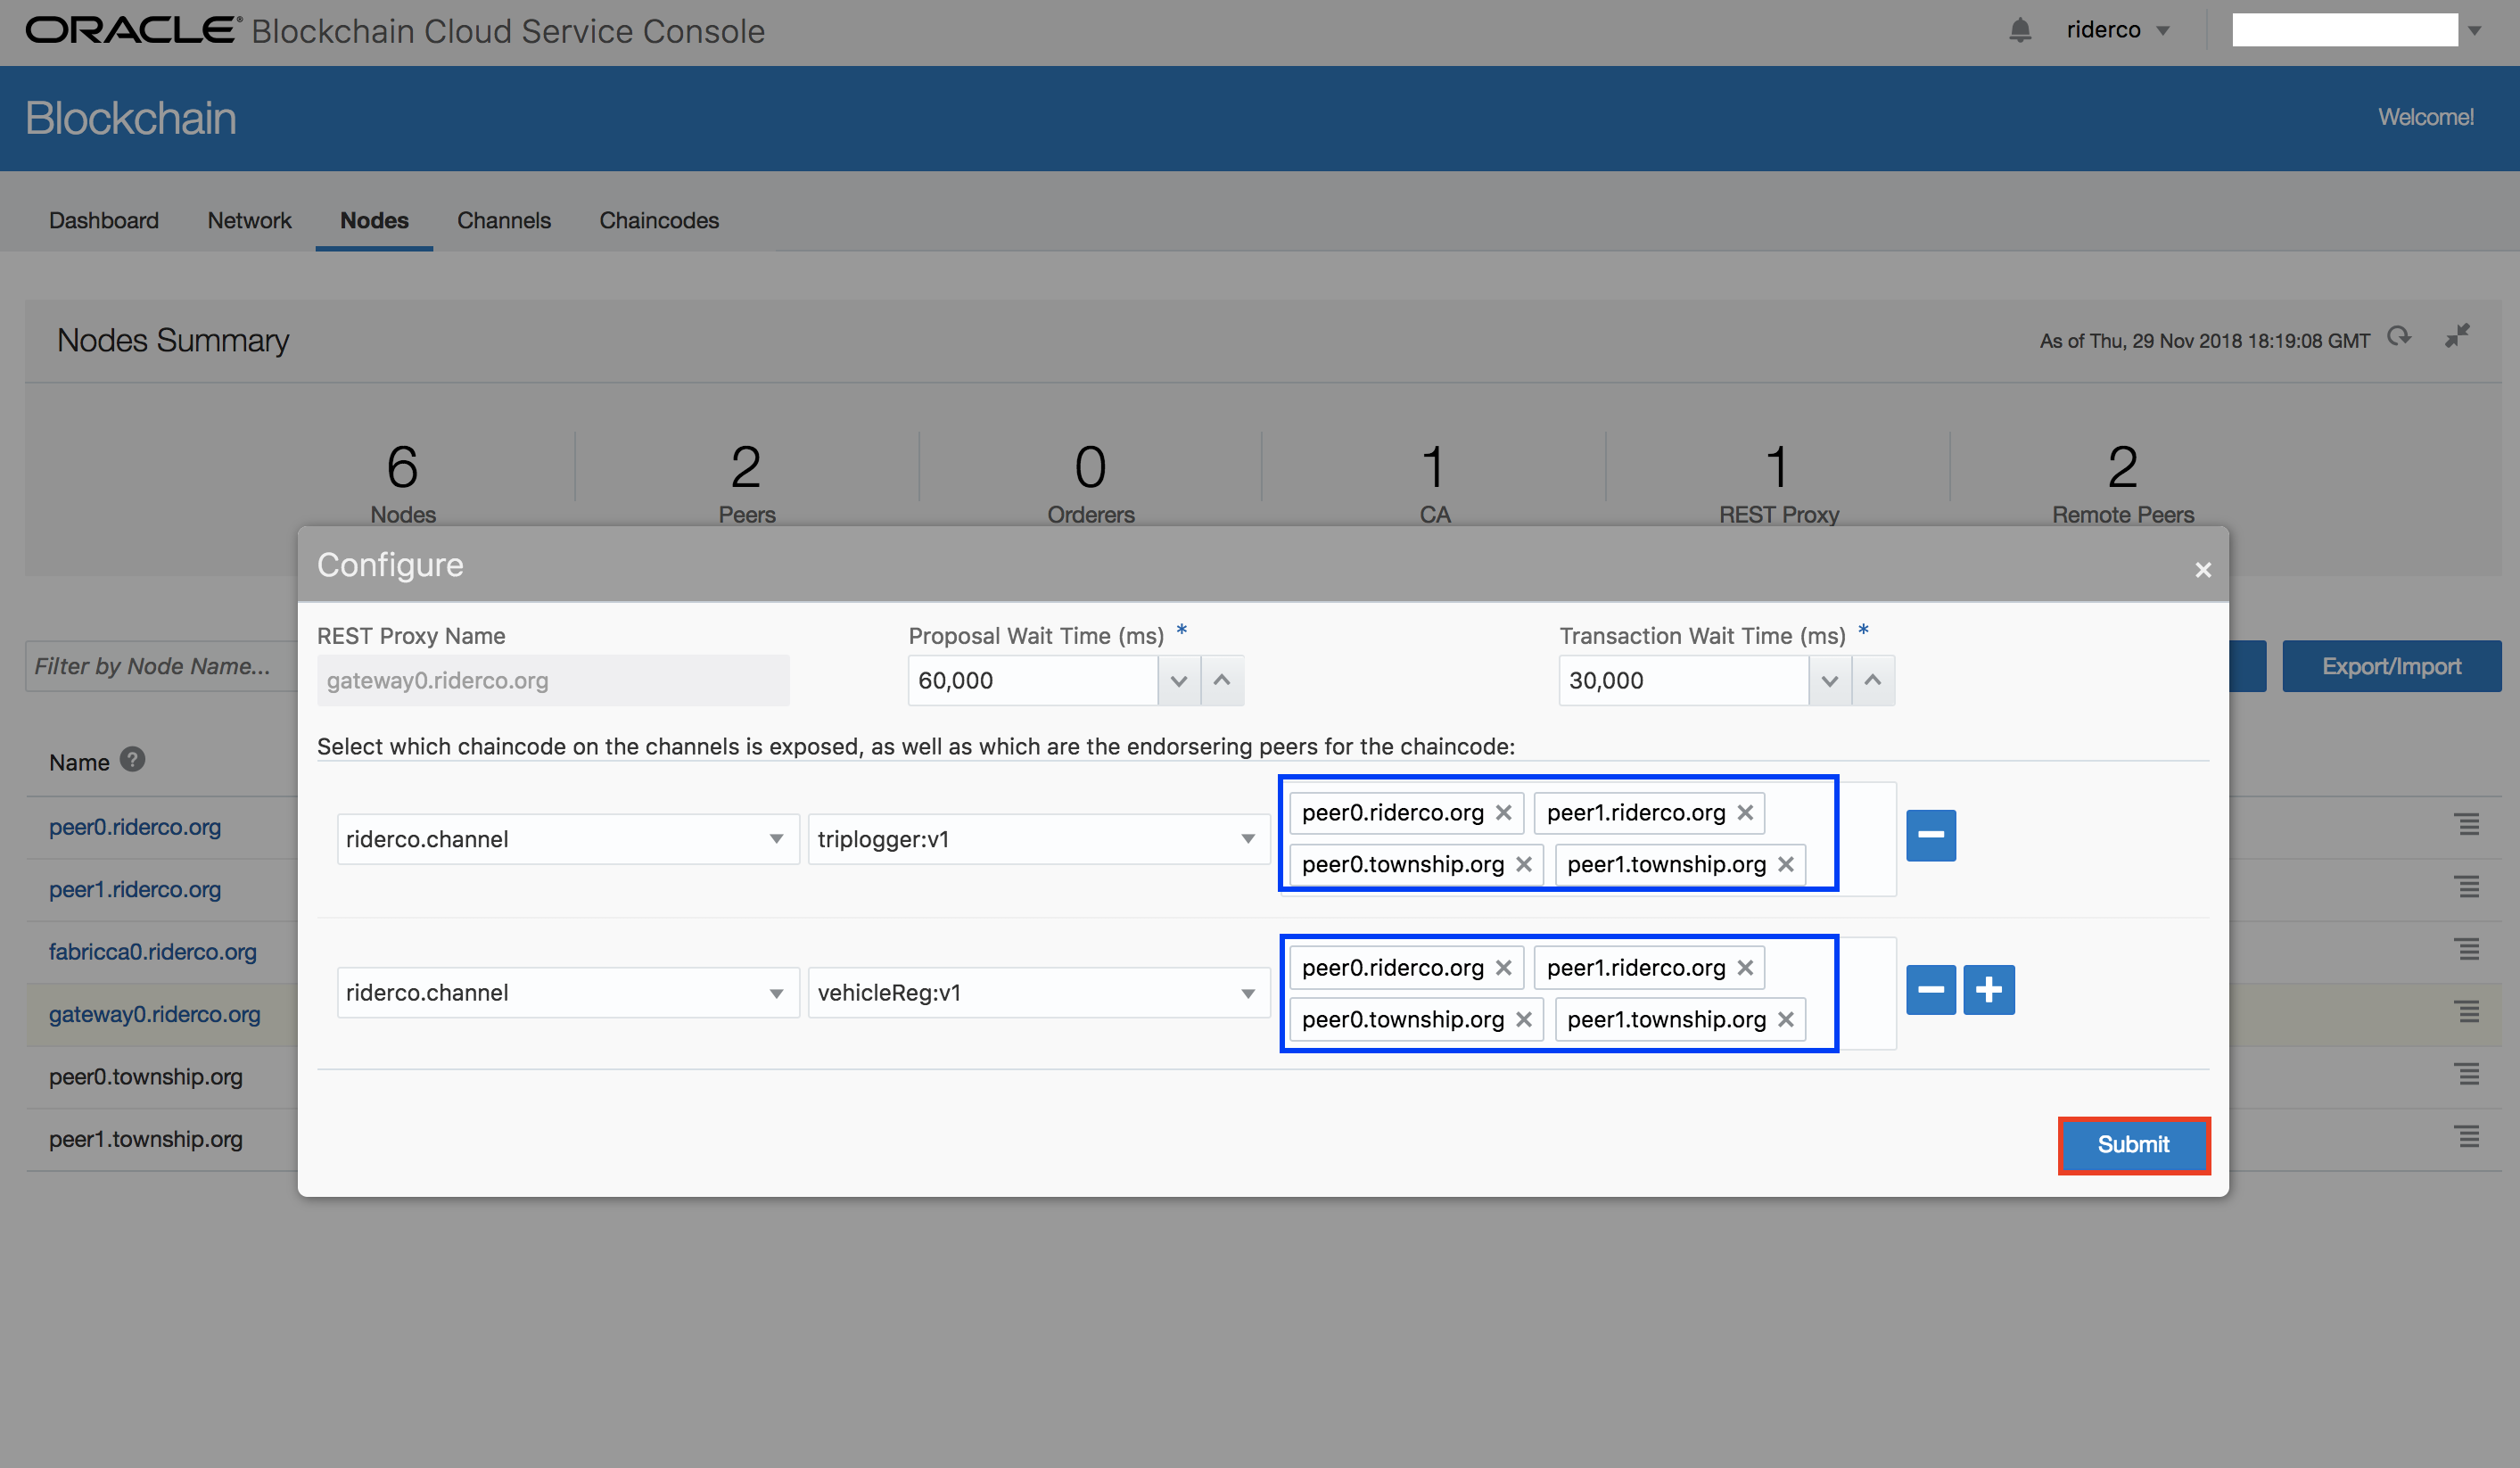 ORACLE® Blockchain Cloud Service Console riderco
Blockchain Welcome!
Dashboard Network Nodes Channels Chaincodes
Nodes Summary As of Thu, 29 Nov 2018 18:19:08 GMT
6 2 0 1 1 2
Nodes Peers Orderers CA REST Proxy Remote Peers
Configure ×
REST Proxy Name Proposal Wait Time (ms) * Transaction Wait Time (ms) *
Filter by Node Name... gateway0.riderco.org 60,000 30,000 Export/Import
Select which chaincode on the channels is exposed, as well as which are the endorsering peers for the chaincode:
Name ?
peer0.riderco.org riderco.channel triplogger:v1 peer0.riderco.org × peer1.riderco.org ×
peer0.township.org × peer1.township.org ×
peer1.riderco.org
fabricca0.riderco.org riderco.channel vehicleReg:v1 peer0.riderco.org × peer1.riderco.org ×
gateway0.riderco.org peer0.township.org × peer1.township.org ×
peer0.township.org
peer1.township.org
Submit